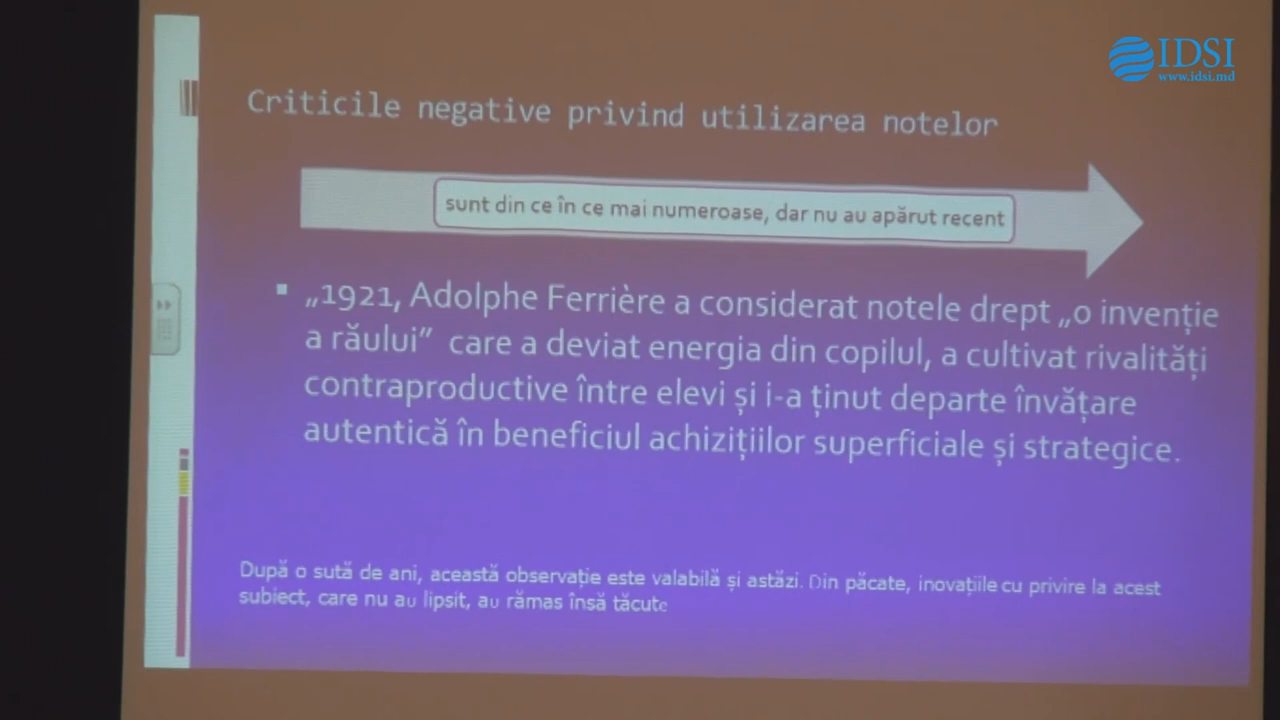 IDSI
www.idsi.md
Criticile negative privind utilizarea notelor
sunt din ce în ce mai numeroase, dar nu au apărut recent
„1921, Adolphe Ferrière a considerat notele drept „o invenție
a răului” care a deviat energia din copilul, a cultivat rivalități
contraproductive între elevi și i-a ținut departe învățare
autentică în beneficiul achizițiilor superficiale și strategice.
După o sută de ani, această observație este valabilă și astăzi. Din păcate, inovațiile cu privire la acest
subiect, care nu au lipsit, au rămas însă tăcute